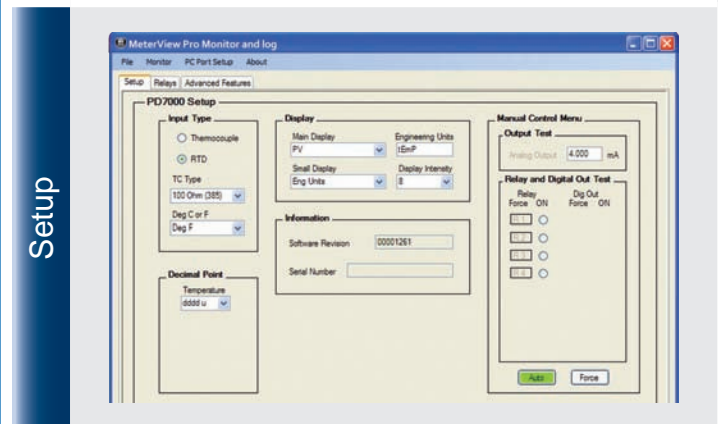 Setup
MeterView Pro Monitor and log
File Monitor PC Port Setup About
Setup Relays Advanced Features
PD7000 Setup
Input Type
Thermocouple
RTD
TC Type
100 Ohm (385)
Deg C or F
Deg F
Decimal Point
Temperature
dddd u
Display
Main Display
PV
Engineering Units
tEmP
Small Display
Eng Units
Display Intensity
8
Information
Software Revision 00001261
Serial Number
Manual Control Menu
Output Test
Analog Output 4.000 mA
Relay and Digital Out Test
Relay Dig Out
Force ON Force ON
R 1
R 2
R 3
R 4
Auto Force